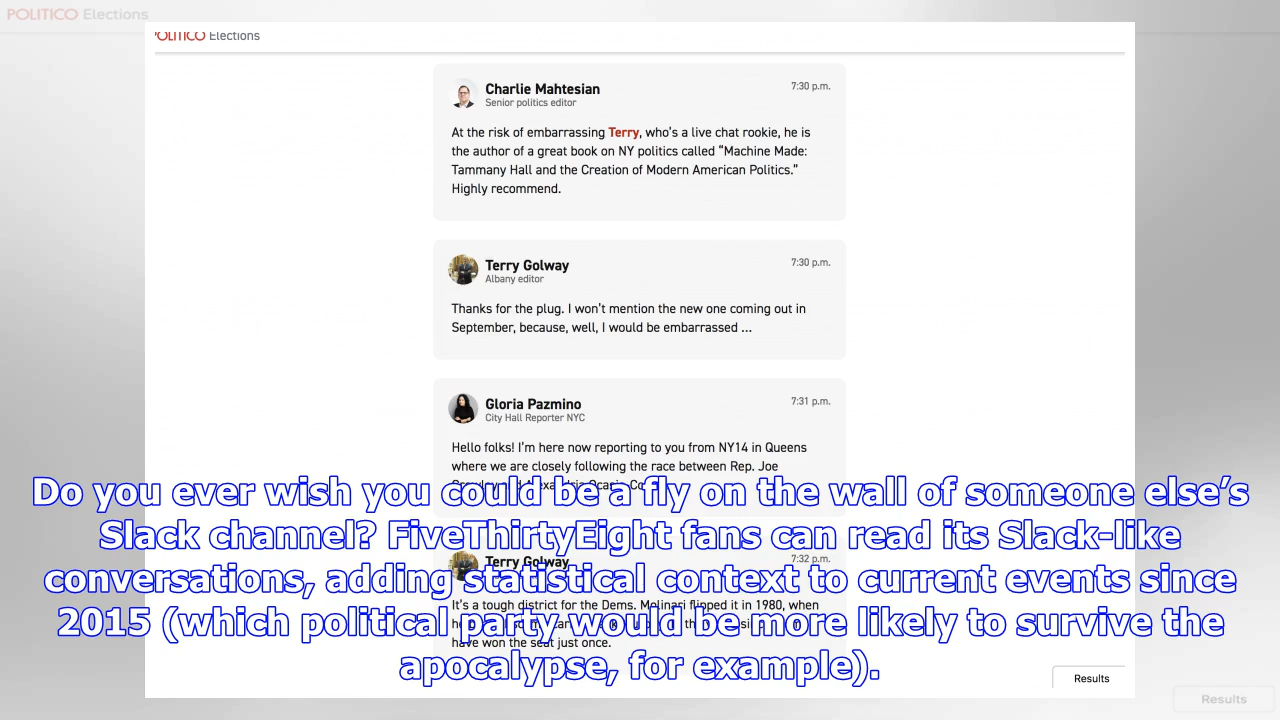 POLITICO Elections
POLITICO Elections
Charlie Mahtesian
7:30 p.m.
Senior politics editor
At the risk of embarrassing Terry, who's a live chat rookie, he is
the author of a great book on NY politics called “Machine Made:
Tammany Hall and the Creation of Modern American Politics.”
Highly recommend.
Terry Golway
7:30 p.m.
Albany editor
Thanks for the plug. I won't mention the new one coming out in
September, because, well, I would be embarrassed ...
Gloria Pazmino
7:31 p.m.
City Hall Reporter NYC
Hello folks! I'm here now reporting to you from NY14 in Queens
where we are closely following the race between Rep. Joe
Do you ever wish you could be a fly on the wall of someone else’s
Slack channel? FiveThirtyEight fans can read its Slack-like
Terry Golway
7:32 p.m.
conversations, adding statistical context to current events since
It's a tough district for the Dems. Molinari flipped it in 1980, when
2015 (which political party would be more likely to survive the
have won the seat just once.
apocalypse, for example).
Results
Results